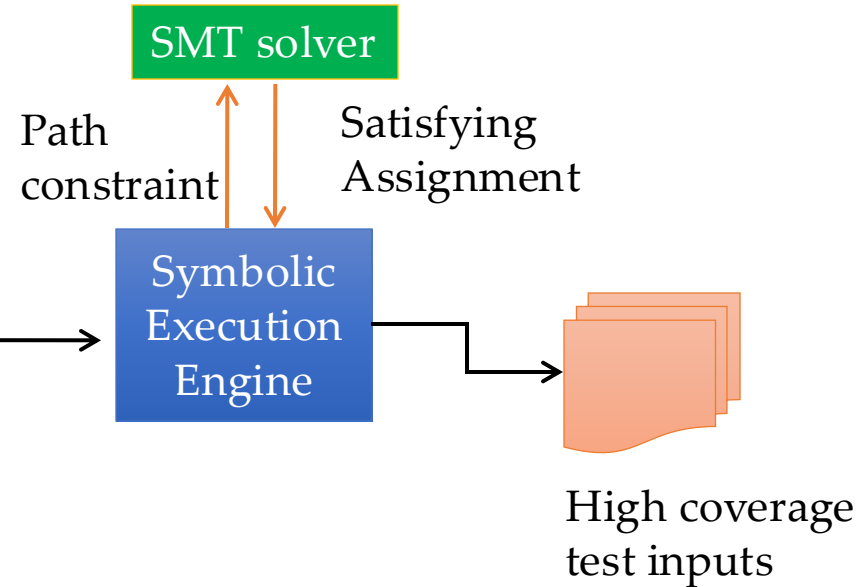 SMT solver
Path
constraint
Satisfying
Assignment
Symbolic
Execution
Engine
High coverage
test inputs